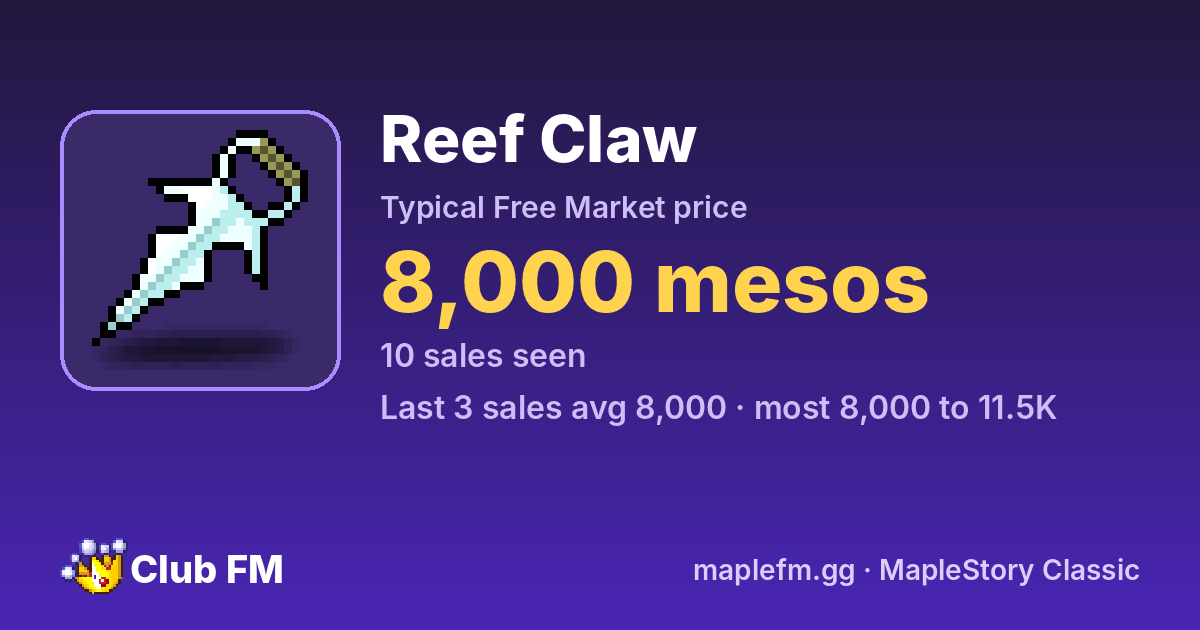 Reef Claw
Typical Free Market price
8,000 mesos
10 sales seen
Last 3 sales avg 8,000 · most 8,000 to 11.5K
Club FM
maplefm.gg · MapleStory Classic